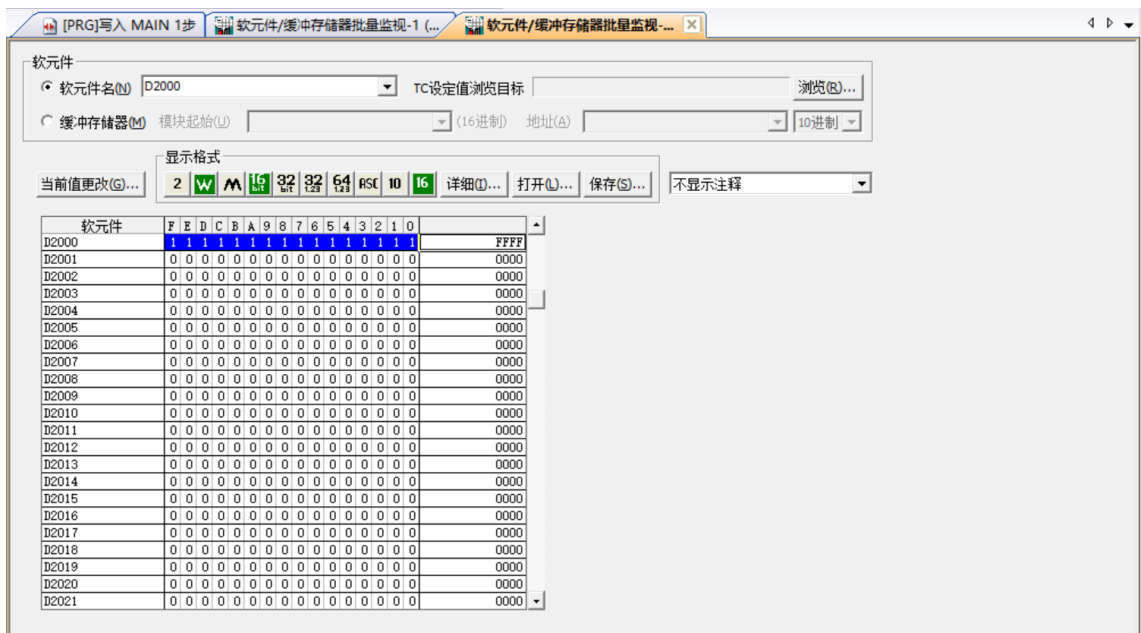 [PRG]写入 MAIN 1步 软元件/缓冲存储器批量监视-1 (... 软元件/缓冲存储器批量监视-...
软元件
软元件名(N) D2000 TC设定值浏览目标 浏览(R)...
缓冲存储器(M) 模块起始(U) (16进制) 地址(A) 10进制
显示格式
当前值更改(G)... 2 W M 16 bit 32 bit 32 1.23 64 1.23 ASC 10 16 详细(I)... 打开(L)... 保存(S)... 不显示注释
软元件 F E D C B A 9 8 7 6 5 4 3 2 1 0
D2000 1 1 1 1 1 1 1 1 1 1 1 1 1 1 1 1 FFFF
D2001 0 0 0 0 0 0 0 0 0 0 0 0 0 0 0 0 0000
D2002 0 0 0 0 0 0 0 0 0 0 0 0 0 0 0 0 0000
D2003 0 0 0 0 0 0 0 0 0 0 0 0 0 0 0 0 0000
D2004 0 0 0 0 0 0 0 0 0 0 0 0 0 0 0 0 0000
D2005 0 0 0 0 0 0 0 0 0 0 0 0 0 0 0 0 0000
D2006 0 0 0 0 0 0 0 0 0 0 0 0 0 0 0 0 0000
D2007 0 0 0 0 0 0 0 0 0 0 0 0 0 0 0 0 0000
D2008 0 0 0 0 0 0 0 0 0 0 0 0 0 0 0 0 0000
D2009 0 0 0 0 0 0 0 0 0 0 0 0 0 0 0 0 0000
D2010 0 0 0 0 0 0 0 0 0 0 0 0 0 0 0 0 0000
D2011 0 0 0 0 0 0 0 0 0 0 0 0 0 0 0 0 0000
D2012 0 0 0 0 0 0 0 0 0 0 0 0 0 0 0 0 0000
D2013 0 0 0 0 0 0 0 0 0 0 0 0 0 0 0 0 0000
D2014 0 0 0 0 0 0 0 0 0 0 0 0 0 0 0 0 0000
D2015 0 0 0 0 0 0 0 0 0 0 0 0 0 0 0 0 0000
D2016 0 0 0 0 0 0 0 0 0 0 0 0 0 0 0 0 0000
D2017 0 0 0 0 0 0 0 0 0 0 0 0 0 0 0 0 0000
D2018 0 0 0 0 0 0 0 0 0 0 0 0 0 0 0 0 0000
D2019 0 0 0 0 0 0 0 0 0 0 0 0 0 0 0 0 0000
D2020 0 0 0 0 0 0 0 0 0 0 0 0 0 0 0 0 0000
D2021 0 0 0 0 0 0 0 0 0 0 0 0 0 0 0 0 0000